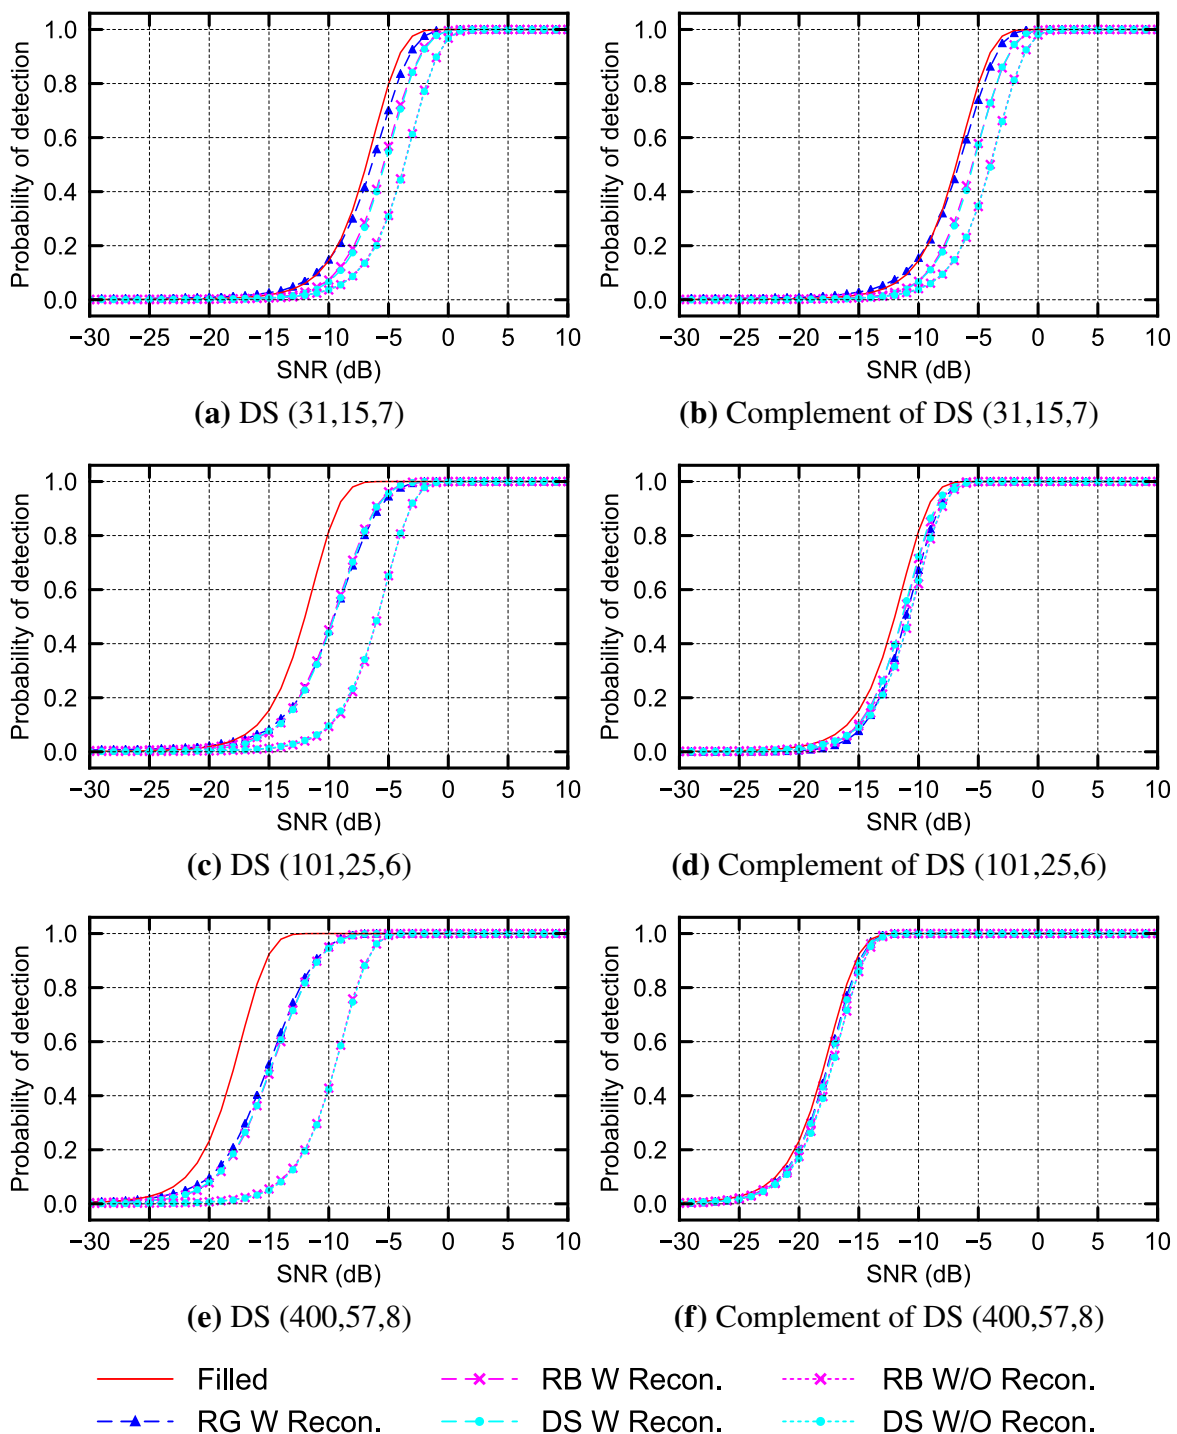 1.0
0.8
0.6
0.4
0.2
0.0
Probability of detection
−30 −25 −20 −15 −10 −5 0 5 10
SNR (dB)
(a) DS (31,15,7)
1.0
0.8
0.6
0.4
0.2
0.0
Probability of detection
−30 −25 −20 −15 −10 −5 0 5 10
SNR (dB)
(b) Complement of DS (31,15,7)
1.0
0.8
0.6
0.4
0.2
0.0
Probability of detection
−30 −25 −20 −15 −10 −5 0 5 10
SNR (dB)
(c) DS (101,25,6)
1.0
0.8
0.6
0.4
0.2
0.0
Probability of detection
−30 −25 −20 −15 −10 −5 0 5 10
SNR (dB)
(d) Complement of DS (101,25,6)
1.0
0.8
0.6
0.4
0.2
0.0
Probability of detection
−30 −25 −20 −15 −10 −5 0 5 10
SNR (dB)
(e) DS (400,57,8)
1.0
0.8
0.6
0.4
0.2
0.0
Probability of detection
−30 −25 −20 −15 −10 −5 0 5 10
SNR (dB)
(f) Complement of DS (400,57,8)
Filled
RB W Recon.
RB W/O Recon.
RG W Recon.
DS W Recon.
DS W/O Recon.